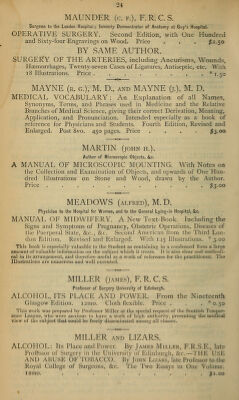 24
MAUNDER (C. F.), F. R. C. S.
Surgeon to the London Hospital; formerly Demonstrator of Anatomy at Guy's Hospital.
OPERATIVE SURGERY. Second Edition, with One Hundred
and Sixty-four Engravings on Wood. Price . . $2.50
BY SAME AUTHOR.
SURGERY OF THE ARTERIES, including Aneurisms, Wounds,
Hæmorrhages, Twenty-seven Cases of Ligatures, Antiseptic, etc. With
18 Illustrations. Price . . $1.50
MAYNE (R. G.), M. D., AND MAYNE (J.), M. D.
MEDICAL VOCABULARY: An Explanation of all Names,
Synonyms, Terms, and Phrases used in Medicine and the Relative
Branches of Medical Science, giving their correct Derivation, Meaning,
Application, and Pronunciation. Intended especially as a book of
reference for Physicians and Students. Fourth Edition, Revised and
Enlarged. Post 8vo. 450 pages. Price . . $3.00
MARTIN (JOHN H.).
Author of Microscopic Objects, &c.
A MANUAL OF MICROSCOPIC MOUNTING. With Notes on
the Collection and Examination of Objects, and upwards of One Hun-
dred Illustrations on Stone and Wood, drawn by the Author.
Price . . $3.00
MEADOWS (ALFRED), M. D.
Physician to the Hospital for Women, and to the General Lying-in Hospital, &c.
MANUAL OF MIDWIFERY. A New Text-Book. Including the
Signs and Symptoms of Pregnancy, Obstetric Operations, Diseases of
the Puerperal State, &c., &c. Second American from the Third Lon-
don Edition. Revised and Enlarged. With 145 Illustrations. $3.00
This book is especially valuable to the Student as containing in a condensed form a large
amount of valuable information on the subject which it treats. It is also clear and method-
ical in its arrangement, and therefore useful as a work of reference for the practitioner. The
Illustrations are numerous and well executed.
MILLER (JAMES), F. R. C. S.
Professor of Surgery University of Edinburgh.
ALCOHOL, ITS PLACE AND POWER. From the Nineteenth
Glasgow Edition. 12mo. Cloth flexible. Price . .
This work was prepared by Professor Miller at the special request of the Scottish Temper-
ance League, who were anxious to have a work of high authority, presenting the medical
view of the subject that could be freely disseminated among all classes.
MILLER AND LIZARS.
ALCOHOL: Its Place and Power. By JAMES MILLER, F.R.S.E., late
Professor of Surgery in the University of Edinburgh, &c.—THE USE
AND ABUSE OF TOBACCO. By JOHN LIZARS, late Professor to the
Royal College of Surgeons, &c. The Two Essays in One Volume.
12mo. . . $1.00